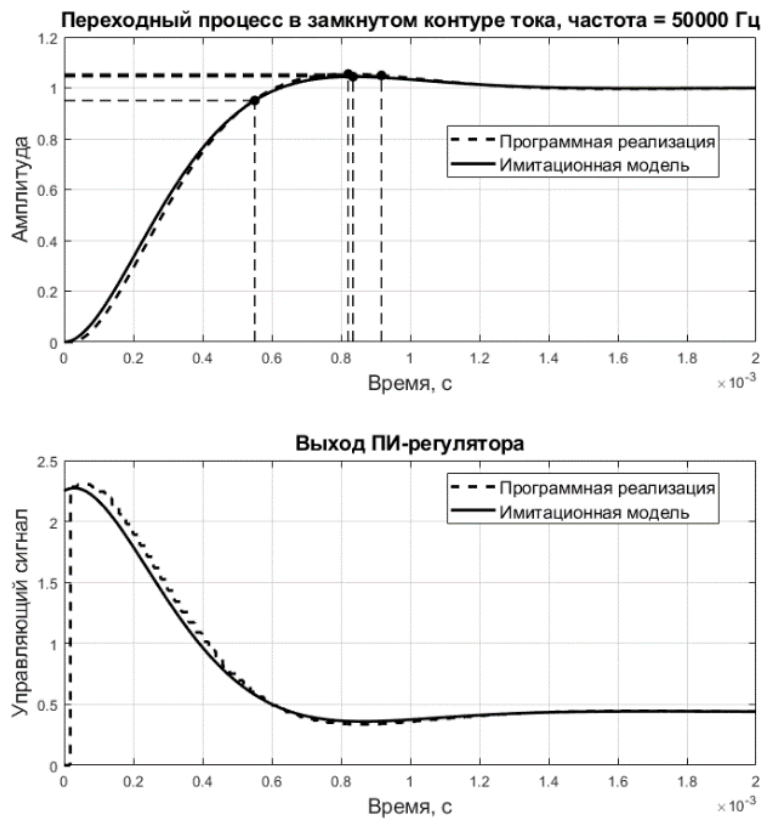 Переходный процесс в замкнутом контуре тока, частота = 50000 Гц
1.2
1
0.8
0.6
0.4
0.2
0
Амплитуда
Программная реализация
Имитационная модель
0 0.2 0.4 0.6 0.8 1 1.2 1.4 1.6 1.8 2
Время, с
×10-3
Выход ПИ-регулятора
2.5
2
1.5
1
0.5
0
Управляющий сигнал
Программная реализация
Имитационная модель
0 0.2 0.4 0.6 0.8 1 1.2 1.4 1.6 1.8 2
Время, с
×10-3